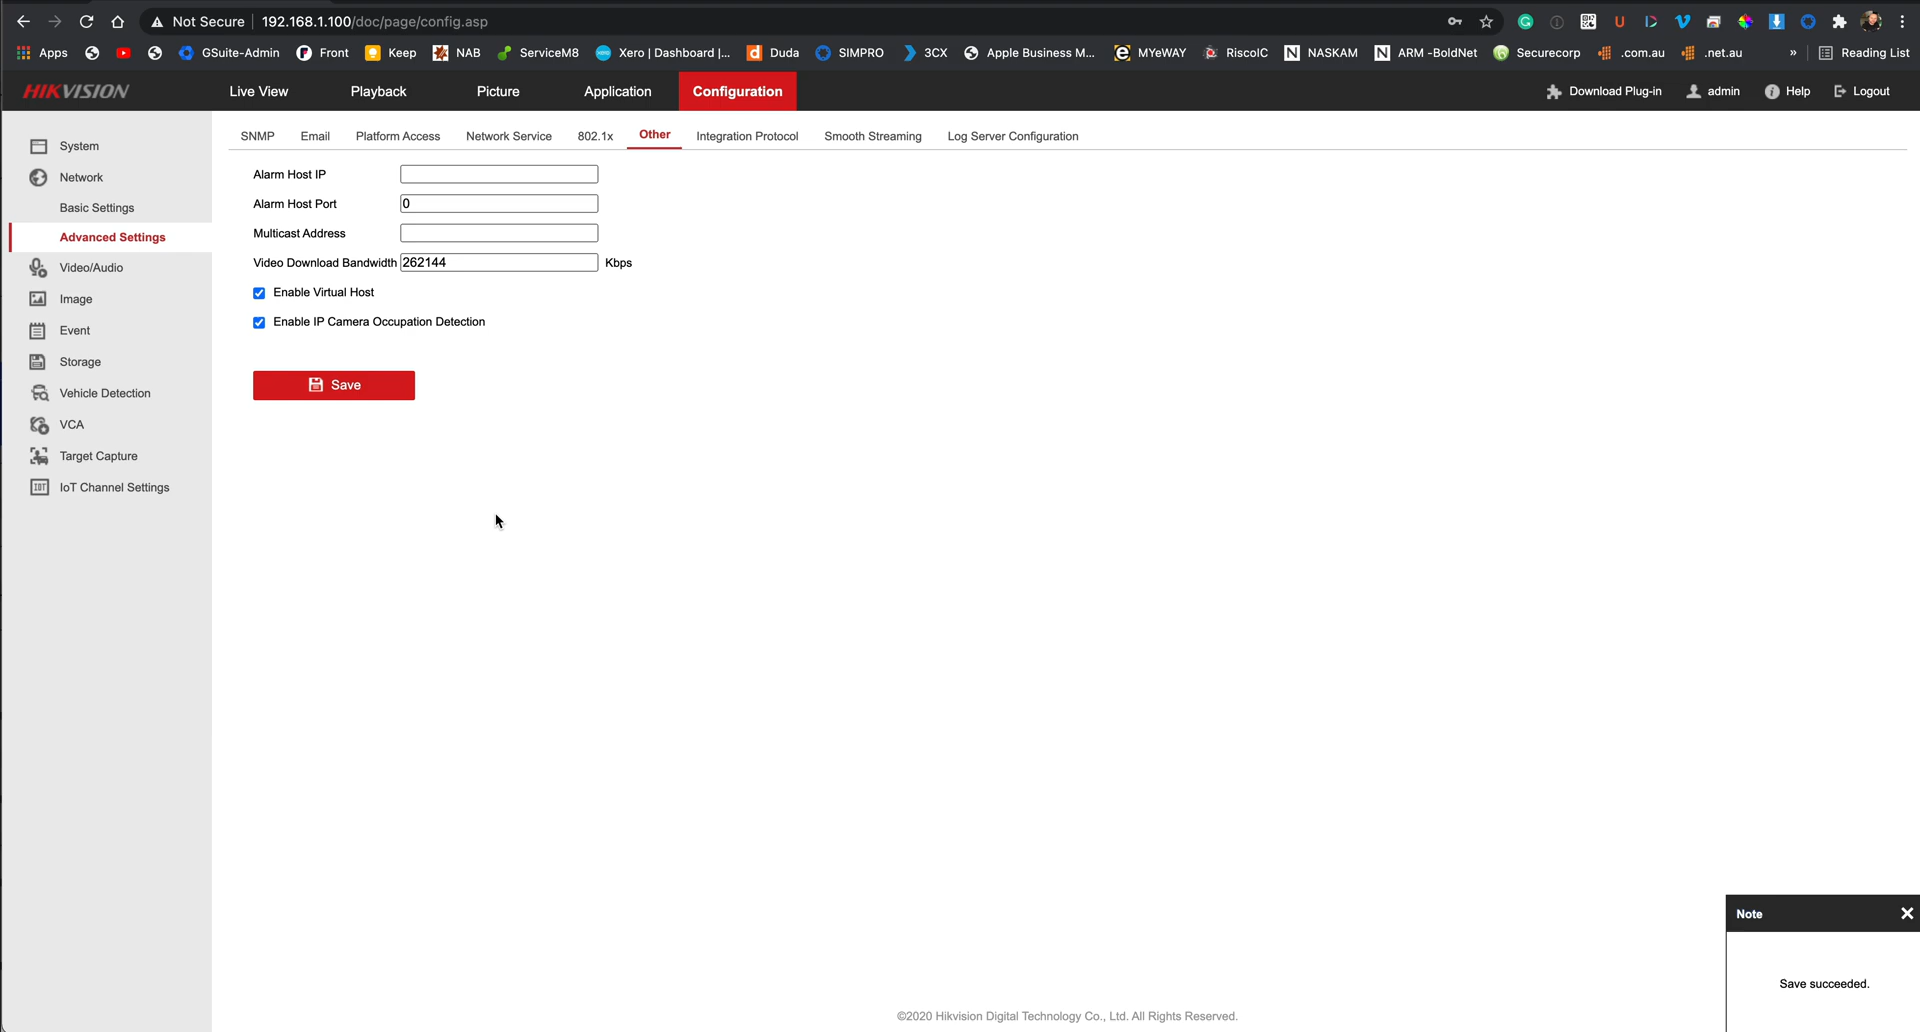 Not Secure 192.168.1.100/doc/page/config.asp
Apps GSuite-Admin Front Keep NAB ServiceM8 Xero | Dashboard |... Duda SIMPRO 3CX Apple Business M... MYeWAY RiscoIC NASKAM ARM -BoldNet Securecorp .com.au .net.au » Reading List
HIKVISION Live View Playback Picture Application Configuration Download Plug-in admin Help Logout
SNMP Email Platform Access Network Service 802.1x Other Integration Protocol Smooth Streaming Log Server Configuration
System
Network
Basic Settings
Advanced Settings
Video/Audio
Image
Event
Storage
Vehicle Detection
VCA
Target Capture
IoT Channel Settings
Alarm Host IP
Alarm Host Port 0
Multicast Address
Video Download Bandwidth 262144 Kbps
Enable Virtual Host
Enable IP Camera Occupation Detection
Save
Note
Save succeeded.
©2020 Hikvision Digital Technology Co., Ltd. All Rights Reserved.